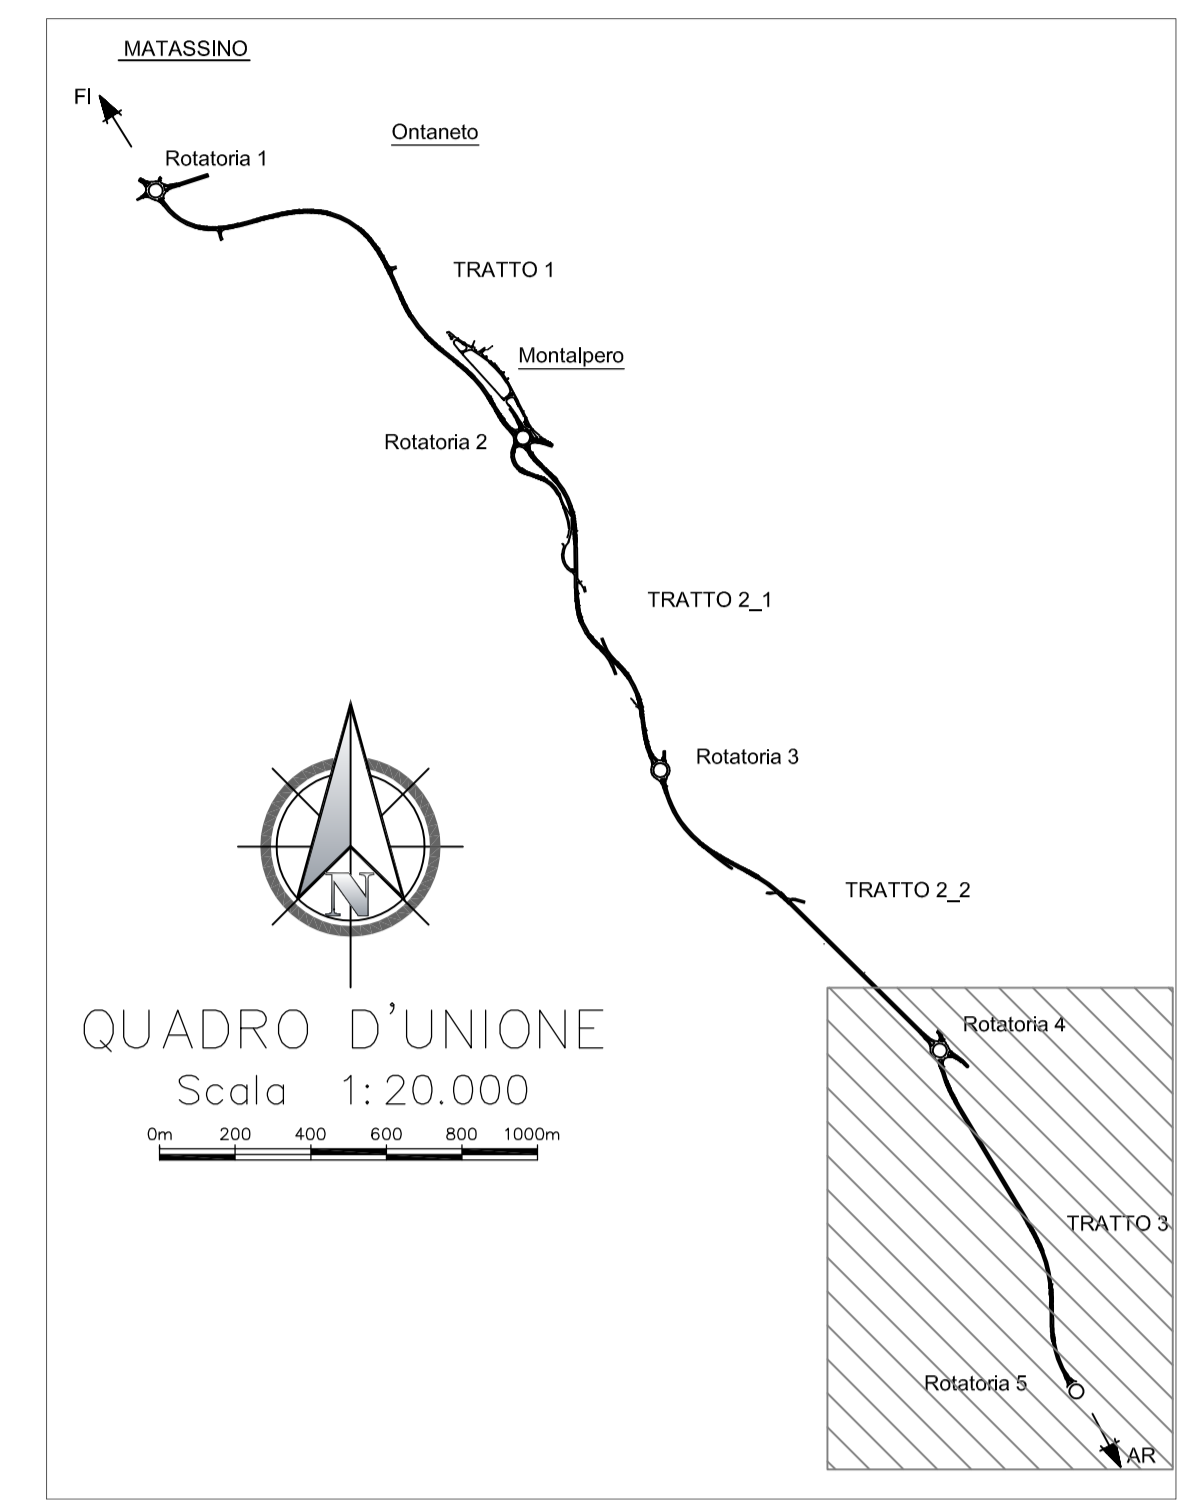 MATASSINO
FI
Ontaneto
Rotatoria 1
TRATTO 1
Montalpero
Rotatoria 2
TRATTO 2_1
Rotatoria 3
N
TRATTO 2_2
QUADRO D'UNIONE
Rotatoria 4
Scala 1:20.000
0m 200 400 600 800 1000m
TRATTO 3
Rotatoria 5
AR